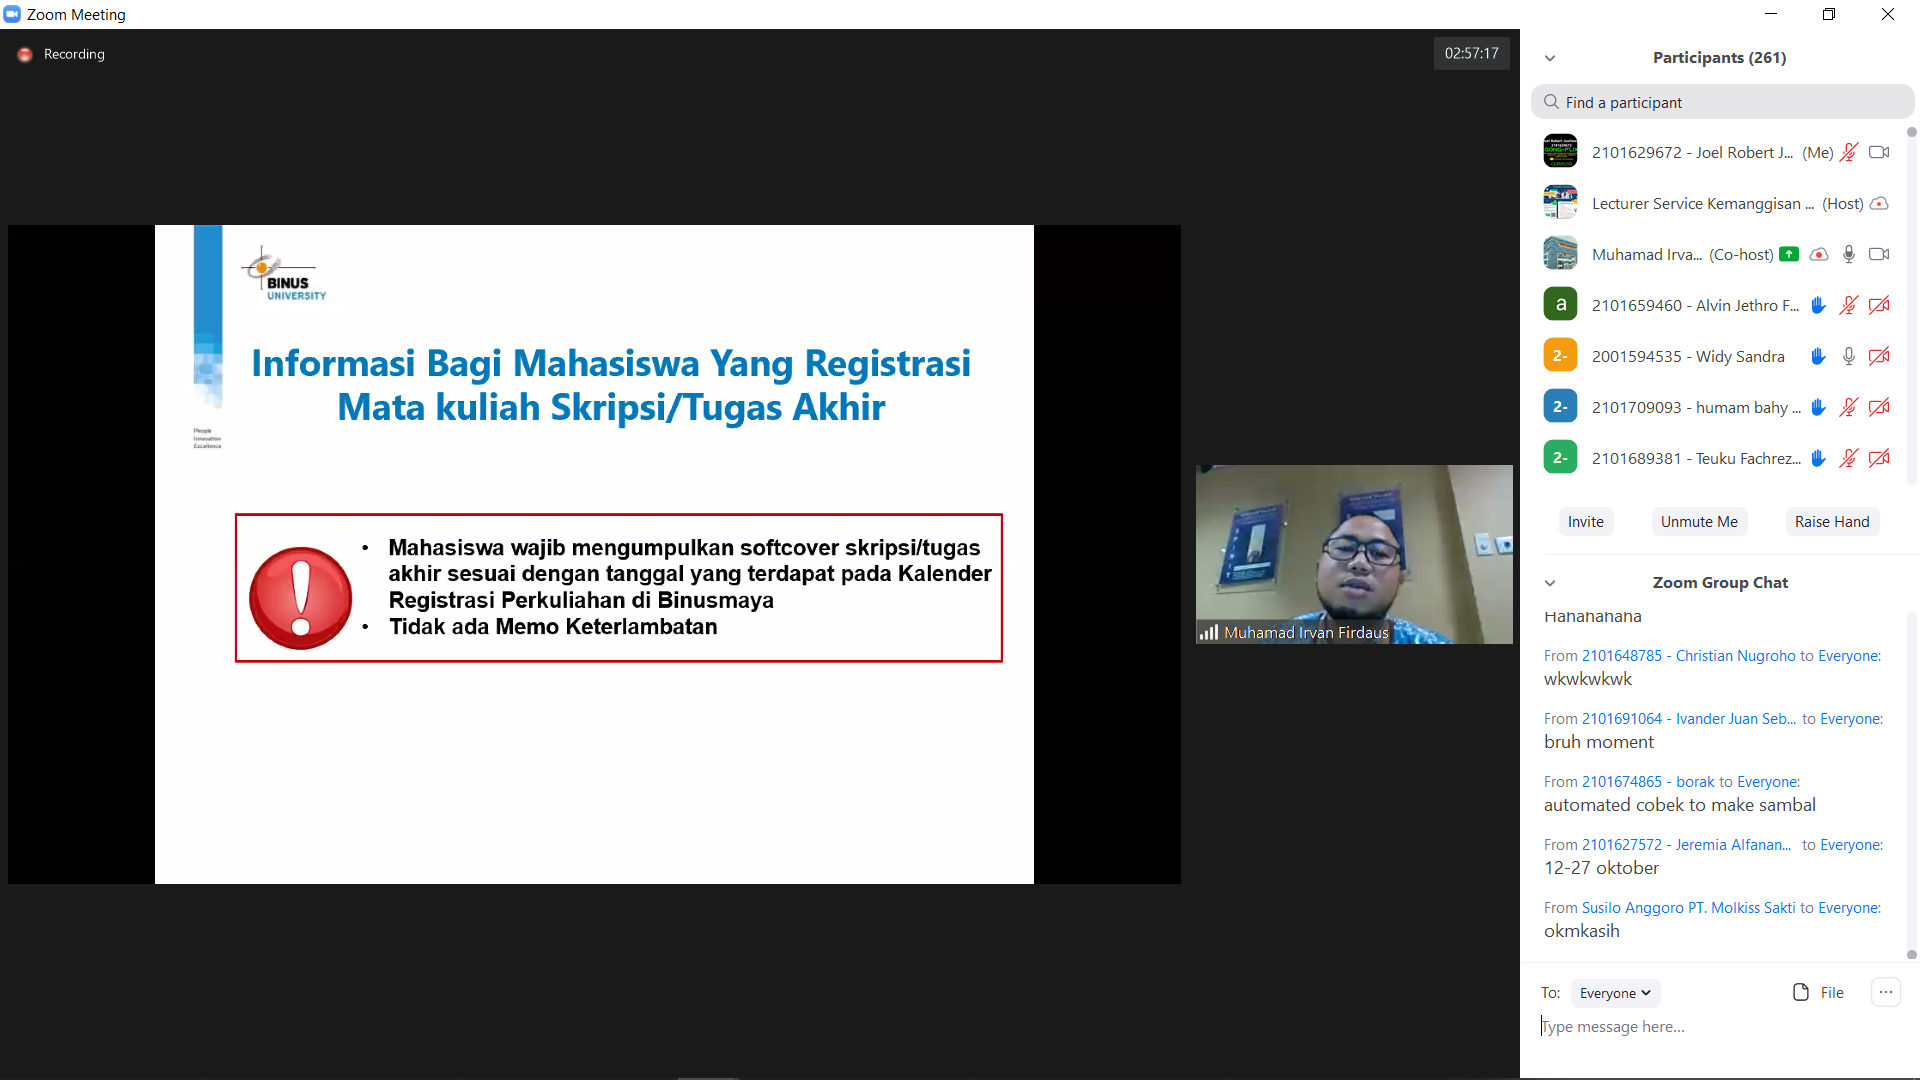 Zoom Meeting
Recording
02:57:17
BINUS
UNIVERSITY
People
Innovation
Excellence
Informasi Bagi Mahasiswa Yang Registrasi
Mata kuliah Skripsi/Tugas Akhir
• Mahasiswa wajib mengumpulkan softcover skripsi/tugas
akhir sesuai dengan tanggal yang terdapat pada Kalender
Registrasi Perkuliahan di Binusmaya
• Tidak ada Memo Keterlambatan
Muhamad Irvan Firdaus
Participants (261)
Find a participant
2101629672 - Joel Robert J... (Me)
Lecturer Service Kemanggisan ... (Host)
Muhamad Irva... (Co-host)
a 2101659460 - Alvin Jethro F...
2- 2001594535 - Widy Sandra
2- 2101709093 - humam bahy ...
2- 2101689381 - Teuku Fachrez...
Invite Unmute Me Raise Hand
Zoom Group Chat
Hahahahaha
From 2101648785 - Christian Nugroho to Everyone:
wkwkwkwk
From 2101691064 - Ivander Juan Seb... to Everyone:
bruh moment
From 2101674865 - borak to Everyone:
automated cobek to make sambal
From 2101627572 - Jeremia Alfanan... to Everyone:
12-27 oktober
From Susilo Anggoro PT. Molkiss Sakti to Everyone:
okmkasih
To: Everyone File ...
Type message here...